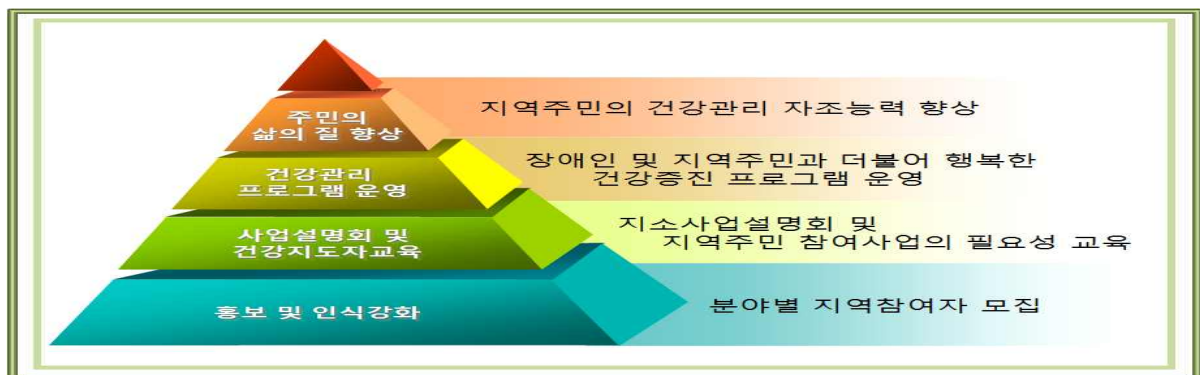 주민의
삶의 질 향상
지역주민의 건강관리 자조능력 향상
건강관리
프로그램 운영
장애인 및 지역주민과 더불어 행복한
건강증진 프로그램 운영
사업설명회 및
건강지도자교육
지소사업설명회 및
지역주민 참여사업의 필요성 교육
홍보 및 인식강화
분야별 지역참여자 모집